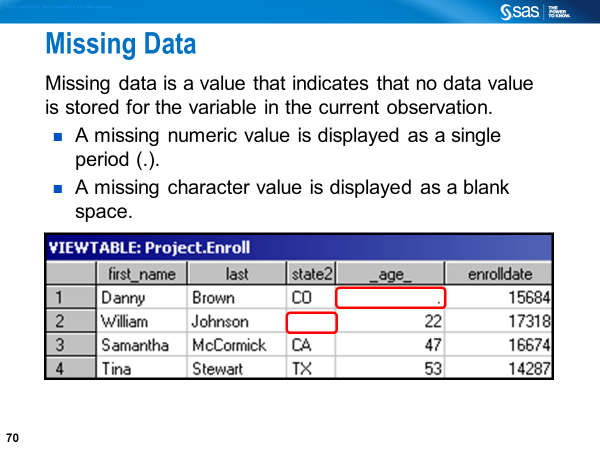 sas THE POWER TO KNOW.
Missing Data
Missing data is a value that indicates that no data value
is stored for the variable in the current observation.
A missing numeric value is displayed as a single
period (.).
A missing character value is displayed as a blank
space.
VIEWTABLE: Project.Enroll
first_name last state2 _age_ enrolldate
1 Danny Brown CO . 15684
2 William Johnson 22 17318
3 Samantha McCormick CA 47 16674
4 Tina Stewart TX 53 14287
70